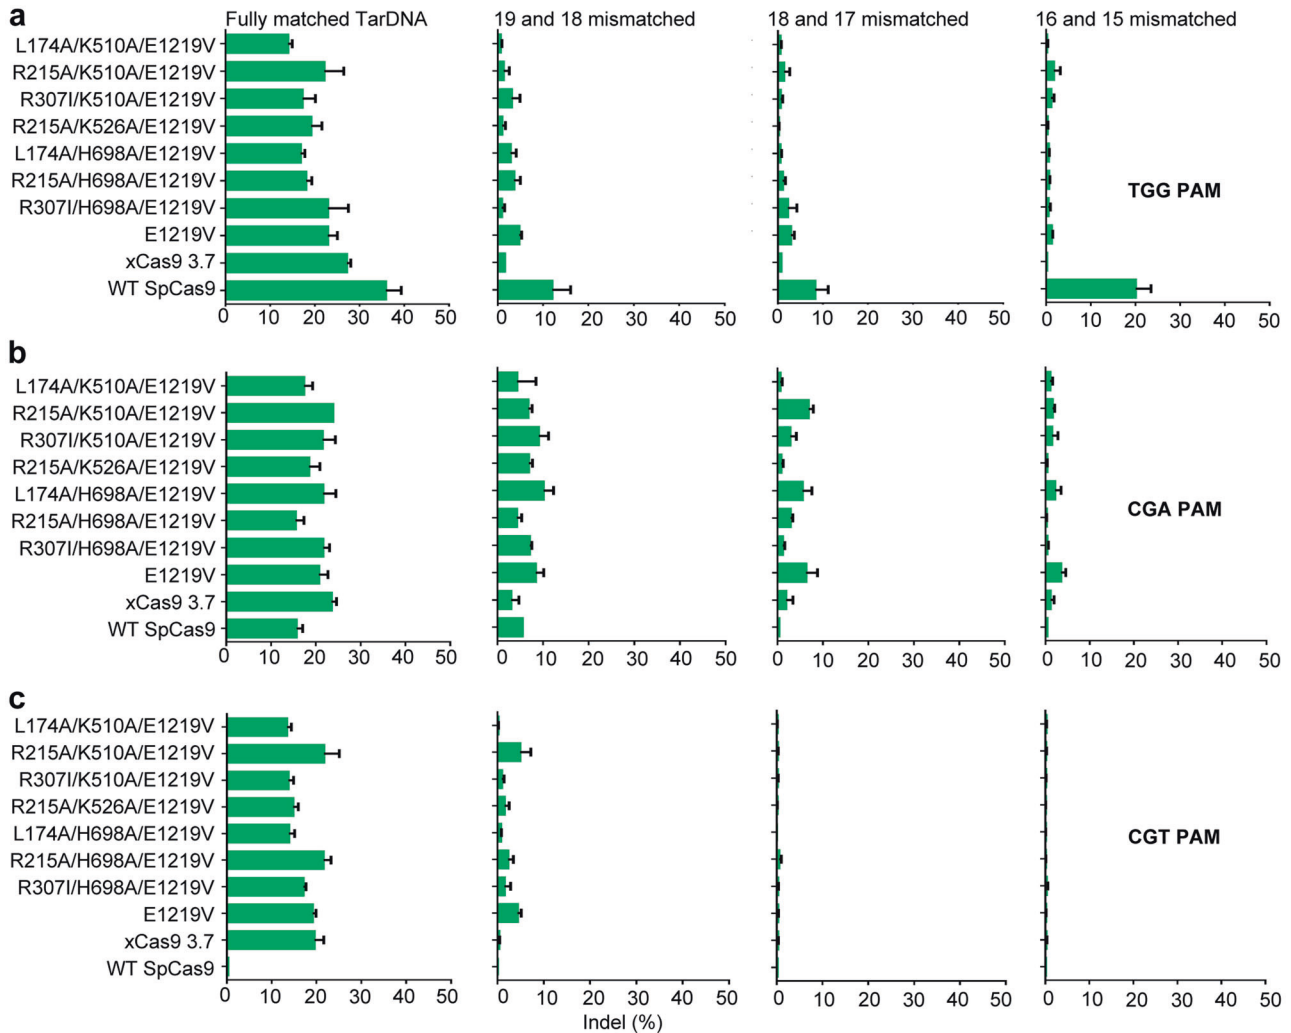 a
Fully matched TarDNA
19 and 18 mismatched
18 and 17 mismatched
16 and 15 mismatched
L174A/K510A/E1219V
R215A/K510A/E1219V
R307I/K510A/E1219V
R215A/K526A/E1219V
L174A/H698A/E1219V
R215A/H698A/E1219V
R307I/H698A/E1219V
E1219V
xCas9 3.7
WT SpCas9
TGG PAM
0 10 20 30 40 50
0 10 20 30 40 50
0 10 20 30 40 50
0 10 20 30 40 50
b
L174A/K510A/E1219V
R215A/K510A/E1219V
R307I/K510A/E1219V
R215A/K526A/E1219V
L174A/H698A/E1219V
R215A/H698A/E1219V
R307I/H698A/E1219V
E1219V
xCas9 3.7
WT SpCas9
CGA PAM
0 10 20 30 40 50
0 10 20 30 40 50
0 10 20 30 40 50
0 10 20 30 40 50
c
L174A/K510A/E1219V
R215A/K510A/E1219V
R307I/K510A/E1219V
R215A/K526A/E1219V
L174A/H698A/E1219V
R215A/H698A/E1219V
R307I/H698A/E1219V
E1219V
xCas9 3.7
WT SpCas9
CGT PAM
0 10 20 30 40 50
0 10 20 30 40 50
0 10 20 30 40 50
0 10 20 30 40 50
Indel (%)